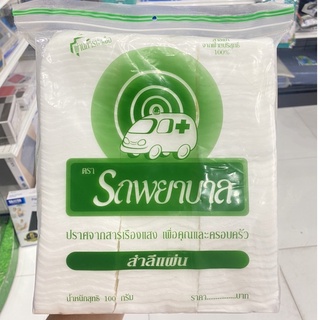 ตรา
รถพยาบาล
ปราศจากสารเรืองแสง เพื่อคุณและครอบครัว
สำลีแผ่น
น้ำหนักสุทธิ 100 กรัม ราคา..........บาท
100%